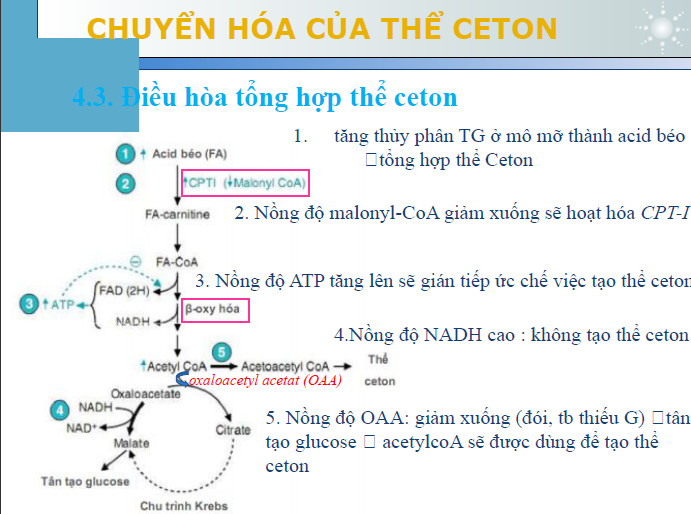 CHUYỂN HÓA CỦA THỂ CETON
4.3. Điều hòa tổng hợp thể ceton
1. tăng thủy phân TG ở mô mỡ thành acid béo
□tổng hợp thể Ceton
2. Nồng độ malonyl-CoA giảm xuống sẽ hoạt hóa CPT-I
3. Nồng độ ATP tăng lên sẽ gián tiếp ức chế việc tạo thể ceton
4.Nồng độ NADH cao : không tạo thể ceton
5. Nồng độ OAA: giảm xuống (đói, tb thiếu G) □tân
tạo glucose □ acetylcoA sẽ được dùng để tạo thể
ceton
1 ↑ Acid béo (FA)
2 ↑CPTI (↓Malonyl CoA)
FA-carnitine
⊖ FA-CoA
FAD (2H)
3 ↑ATP
NADH
β-oxy hóa
5
↑Acetyl CoA Acetoacetyl CoA Thể
ceton
oxaloacetyl acetat (OAA)
Oxaloacetate
4 NADH
NAD+
Malate
Citrate
Tân tạo glucose
Chu trình Krebs